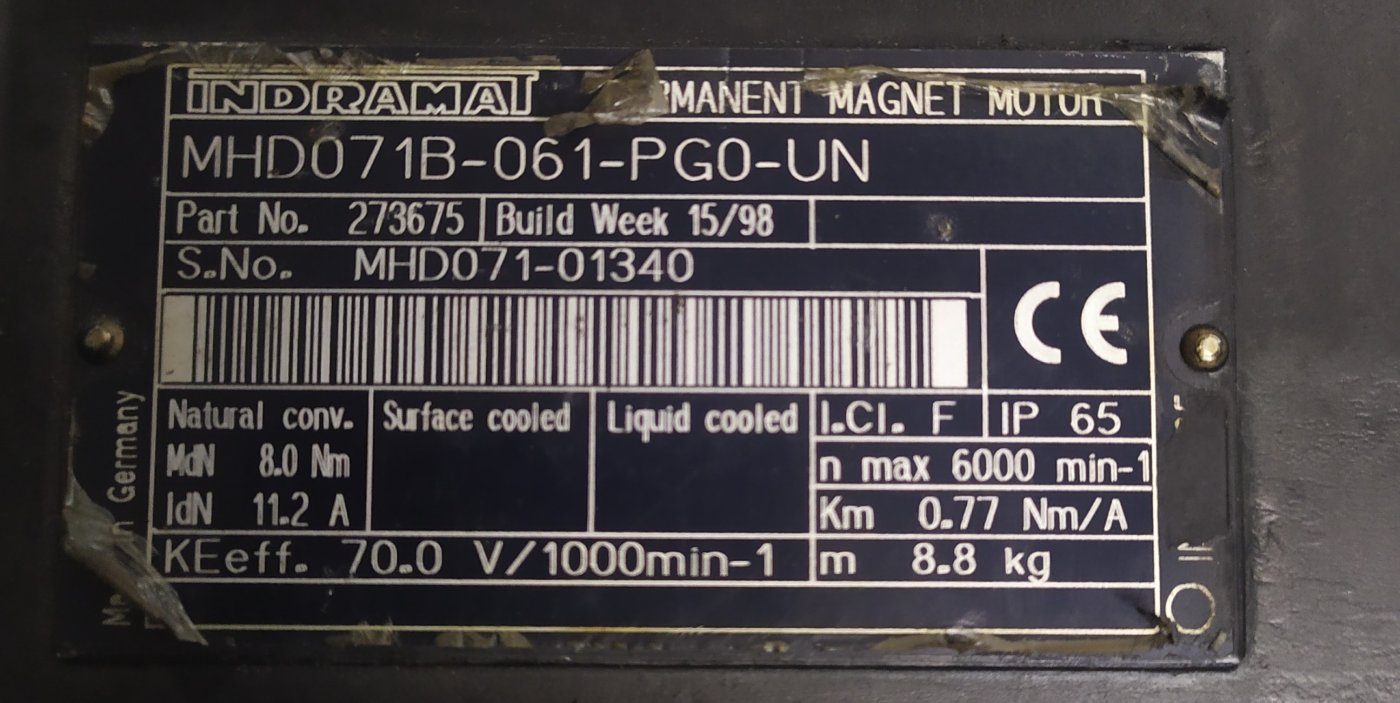 INDRAMAT MAGNET MOTOR
MHD071B-061-PG0-UN
Part No. 273675 Build Week 15/98
S.No. MHD071-01340
CE
Natural conv. Surface cooled Liquid cooled I.Cl. F IP 65
MdN 8.0 Nm n max 6000 min-1
IdN 11.2 A Km 0.77 Nm/A
KEeff. 70.0 V/1000min-1 m 8.8 kg
Germany